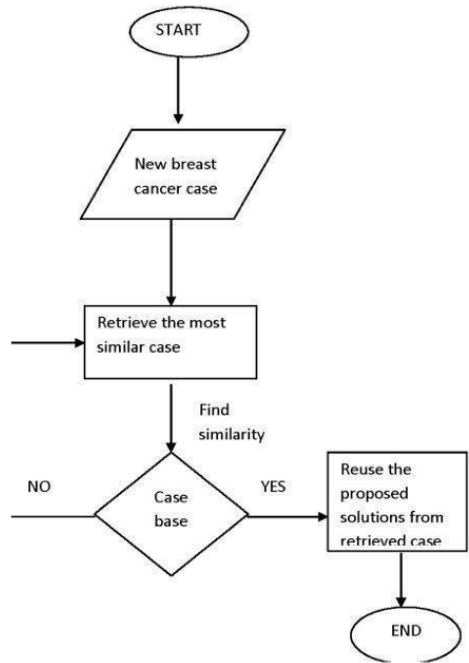 START
New breast
cancer case
Retrieve the most
similar case
Find
similarity
NO
Case
base
YES
Reuse the
proposed
solutions from
retrieved case
END